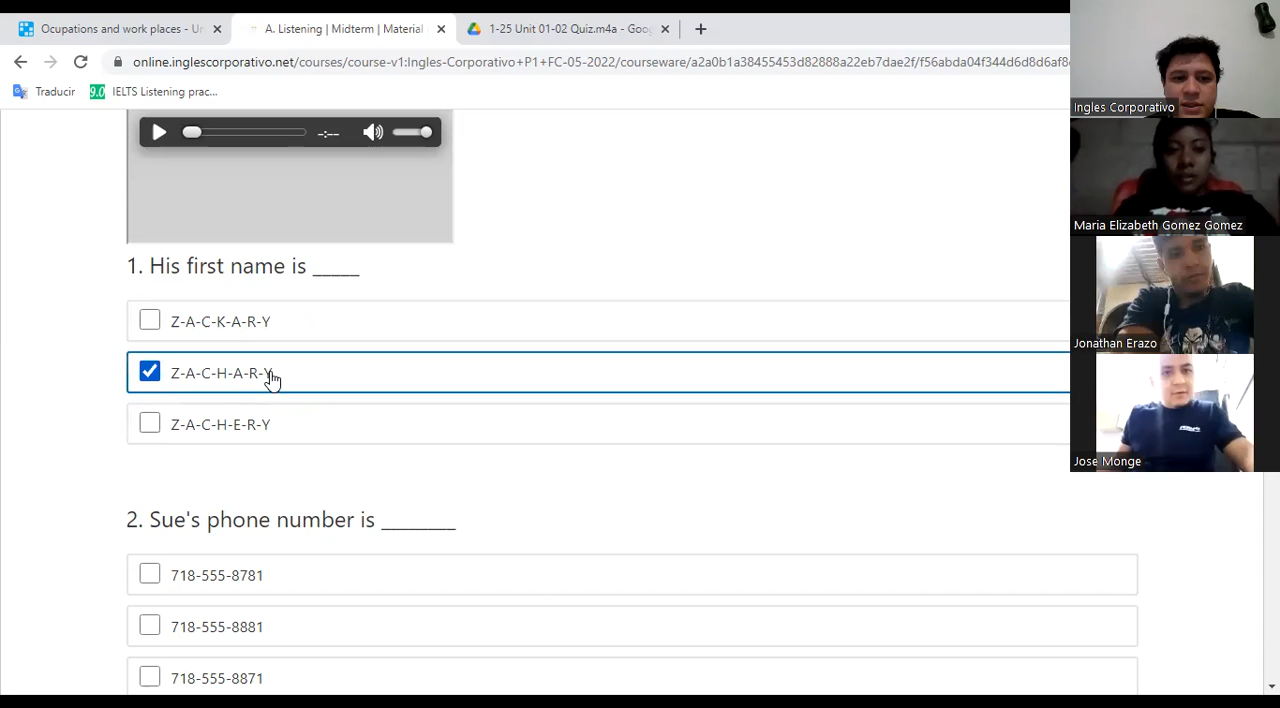 Ocupations and work places - Ur
A. Listening | Midterm | Material
1-25 Unit 01-02 Quiz.m4a - Goo
online.inglescorporativo.net/courses/course-v1:Ingles-Corporativo+P1+FC-05-2022/courseware/a2a0b1a38455453d82888a22eb7dae2f/f56abda04f344d6d8d6af8
Traducir
9.0 IELTS Listening prac...
-:--
1. His first name is _____
Z-A-C-K-A-R-Y
Z-A-C-H-A-R-Y
Z-A-C-H-E-R-Y
2. Sue's phone number is ________
718-555-8781
718-555-8881
718-555-8871
Ingles Corporativo
Maria Elizabeth Gomez Gomez
Jonathan Erazo
Jose Monge